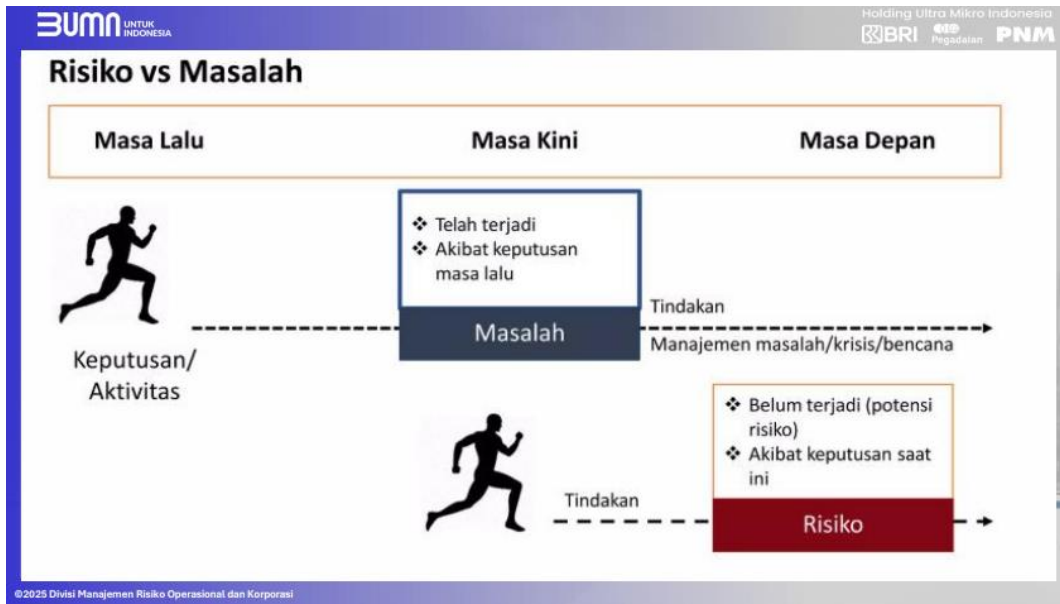 BUMN UNTUK
INDONESIA
Holding Ultra Mikro Indonesia
BRI Pegadaian PNM
Risiko vs Masalah
Masa Lalu Masa Kini Masa Depan
❖ Telah terjadi
❖ Akibat keputusan
masa lalu
Masalah
Tindakan
Manajemen masalah/krisis/bencana
Keputusan/
Aktivitas
❖ Belum terjadi (potensi
risiko)
❖ Akibat keputusan saat
ini
Tindakan
Risiko
©2025 Divisi Manajemen Risiko Operasional dan Korporasi